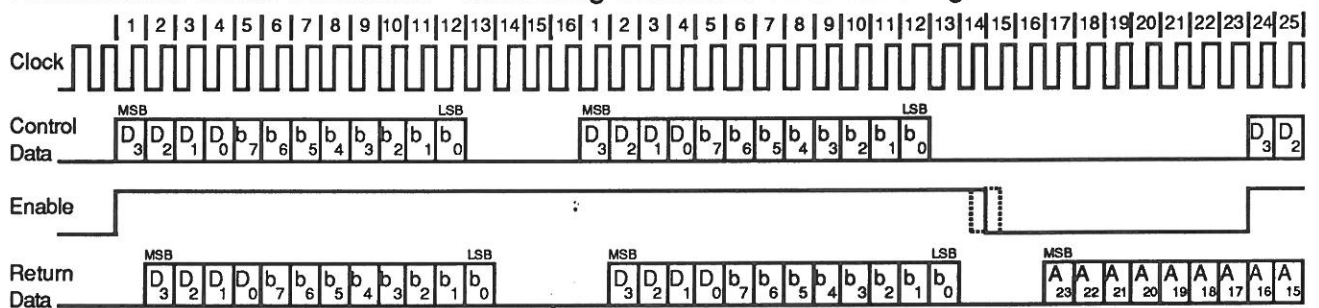 1 2 3 4 5 6 7 8 9 10 11 12 13 14 15 16 1 2 3 4 5 6 7 8 9 10 11 12 13 14 15 16 17 18 19 20 21 22 23 24 25
Clock
MSB LSB MSB LSB
Control Data
D3 D2 D1 D0 b7 b6 b5 b4 b3 b2 b1 b0 D3 D2 D1 D0 b7 b6 b5 b4 b3 b2 b1 b0 D3 D2
Enable
MSB LSB MSB LSB MSB
Return Data
D3 D2 D1 D0 b7 b6 b5 b4 b3 b2 b1 b0 D3 D2 D1 D0 b7 b6 b5 b4 b3 b2 b1 b0 A23 A22 A21 A20 A19 A18 A17 A16 A15